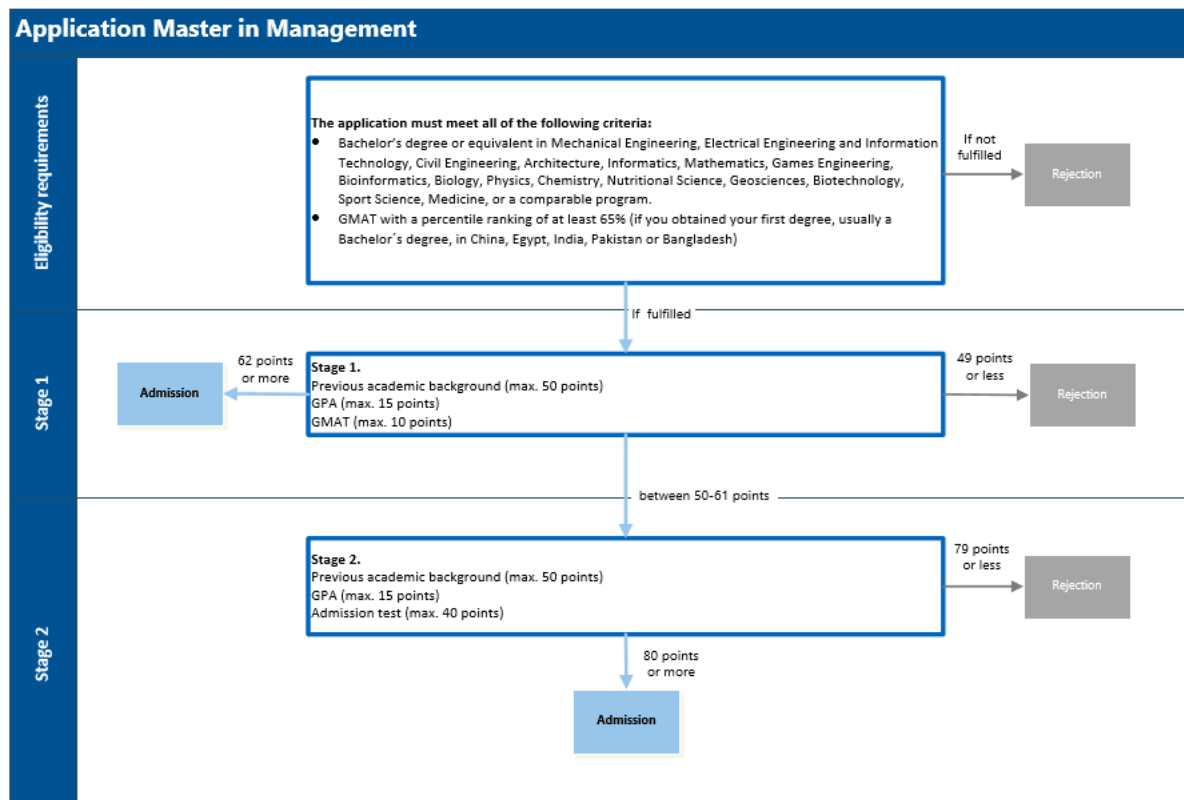 Application Master in Management
Eligibility requirements
The application must meet all of the following criteria:
● Bachelor's degree or equivalent in Mechanical Engineering, Electrical Engineering and Information
Technology, Civil Engineering, Architecture, Informatics, Mathematics, Games Engineering,
Bioinformatics, Biology, Physics, Chemistry, Nutritional Science, Geosciences, Biotechnology,
Sport Science, Medicine, or a comparable program.
● GMAT with a percentile ranking of at least 65% (if you obtained your first degree, usually a
Bachelor´s degree, in China, Egypt, India, Pakistan or Bangladesh)
If not
fulfilled
Rejection
If fulfilled
Stage 1
62 points
or more
Admission
Stage 1.
Previous academic background (max. 50 points)
GPA (max. 15 points)
GMAT (max. 10 points)
49 points
or less
Rejection
between 50-61 points
Stage 2
Stage 2.
Previous academic background (max. 50 points)
GPA (max. 15 points)
Admission test (max. 40 points)
79 points
or less
Rejection
80 points
or more
Admission